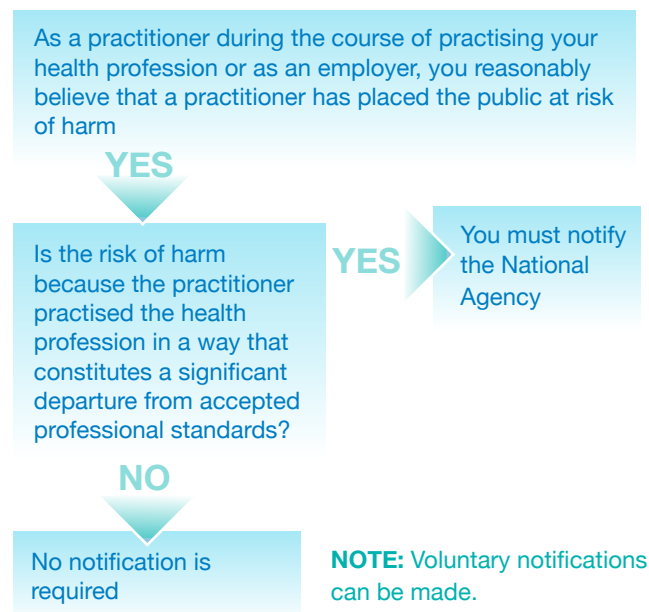 As a practitioner during the course of practising your
health profession or as an employer, you reasonably
believe that a practitioner has placed the public at risk
of harm
YES
Is the risk of harm
because the practitioner
practised the health
profession in a way that
constitutes a significant
departure from accepted
professional standards?
YES
You must notify
the National
Agency
NO
No notification is
required
NOTE: Voluntary notifications
can be made.